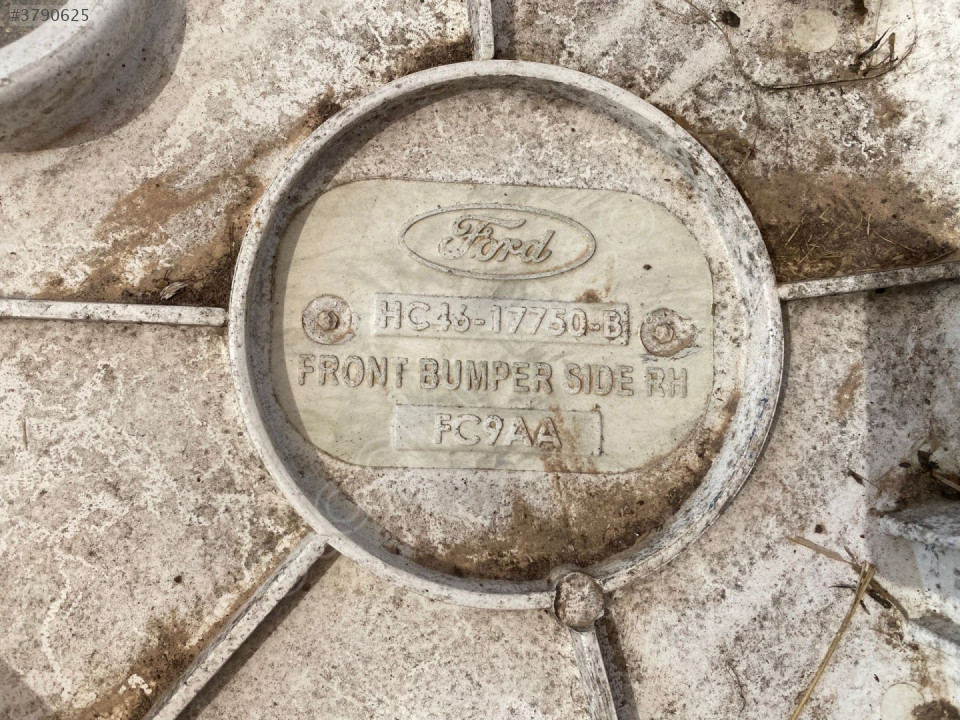 #3790625
Ford
HC46-17750-B
FRONT BUMPER SIDE RH
FC9AA